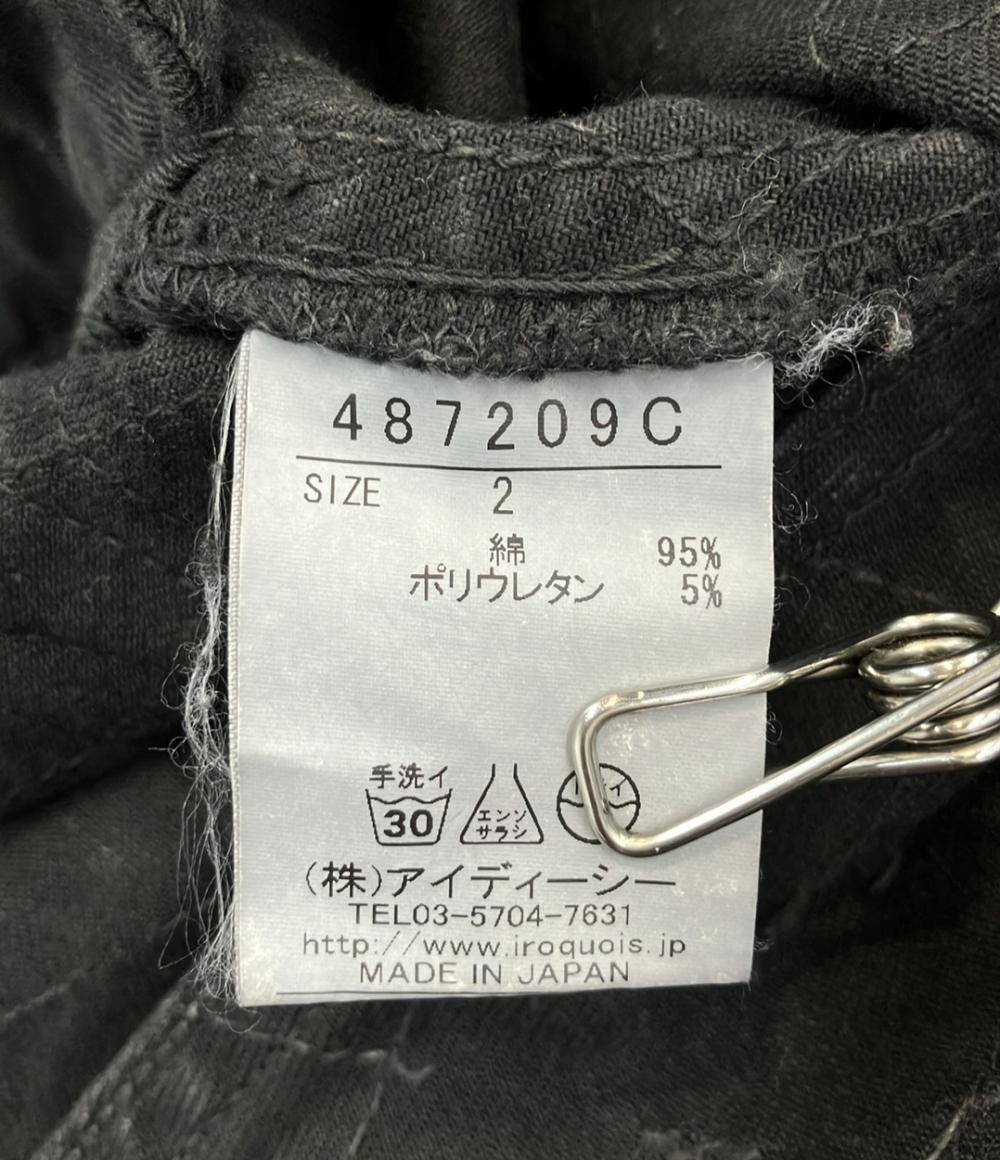 487209C
SIZE 2
綿 95%
ポリウレタン 5%
手洗イ
30
エンソ
サラシ
(株)アイディーシー
TEL03-5704-7631
http://www.iroquois.jp
MADE IN JAPAN